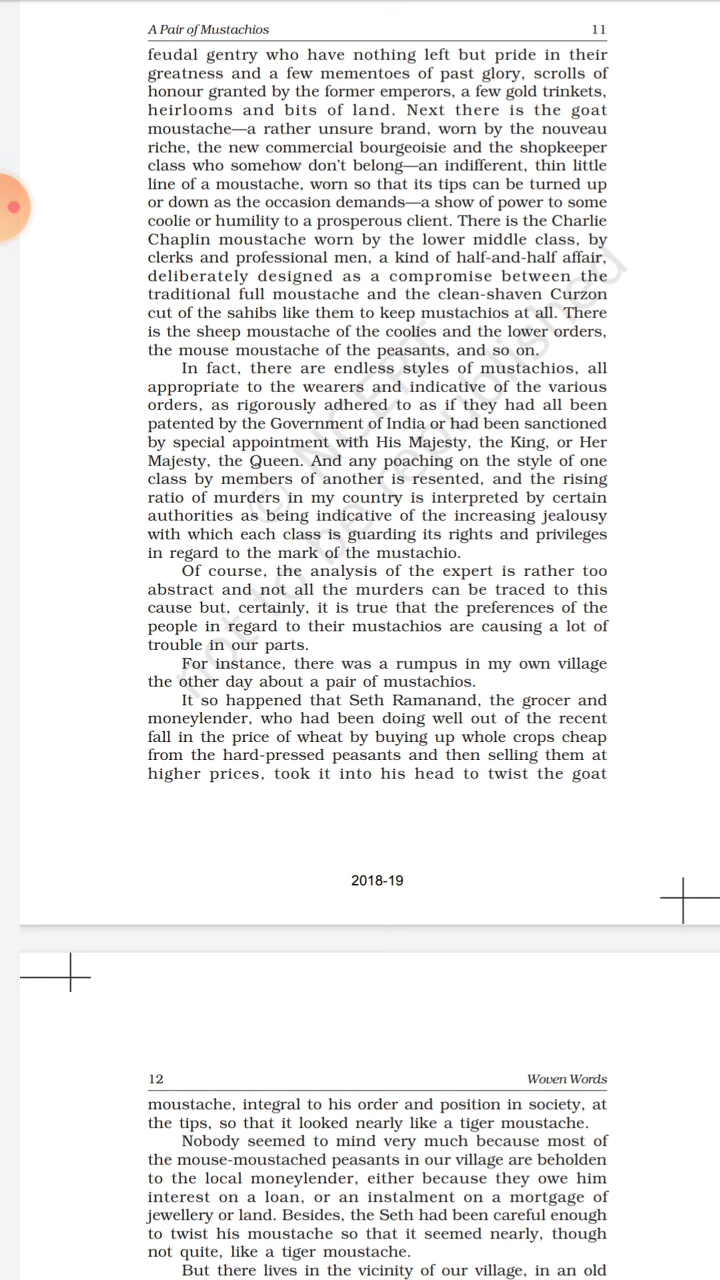 A Pair of Mustachios 11
feudal gentry who have nothing left but pride in their
greatness and a few mementoes of past glory, scrolls of
honour granted by the former emperors, a few gold trinkets,
heirlooms and bits of land. Next there is the goat
moustache—a rather unsure brand, worn by the nouveau
riche, the new commercial bourgeoisie and the shopkeeper
class who somehow don't belong—an indifferent, thin little
line of a moustache, worn so that its tips can be turned up
or down as the occasion demands—a show of power to some
coolie or humility to a prosperous client. There is the Charlie
Chaplin moustache worn by the lower middle class, by
clerks and professional men, a kind of half-and-half affair,
deliberately designed as a compromise between the
traditional full moustache and the clean-shaven Curzon
cut of the sahibs like them to keep mustachios at all. There
is the sheep moustache of the coolies and the lower orders,
the mouse moustache of the peasants, and so on.
In fact, there are endless styles of mustachios, all
appropriate to the wearers and indicative of the various
orders, as rigorously adhered to as if they had all been
patented by the Government of India or had been sanctioned
by special appointment with His Majesty, the King, or Her
Majesty, the Queen. And any poaching on the style of one
class by members of another is resented, and the rising
ratio of murders in my country is interpreted by certain
authorities as being indicative of the increasing jealousy
with which each class is guarding its rights and privileges
in regard to the mark of the mustachio.
Of course, the analysis of the expert is rather too
abstract and not all the murders can be traced to this
cause but, certainly, it is true that the preferences of the
people in regard to their mustachios are causing a lot of
trouble in our parts.
For instance, there was a rumpus in my own village
the other day about a pair of mustachios.
It so happened that Seth Ramanand, the grocer and
moneylender, who had been doing well out of the recent
fall in the price of wheat by buying up whole crops cheap
from the hard-pressed peasants and then selling them at
higher prices, took it into his head to twist the goat
© NCERT
not to be republished
2018-19
12 Woven Words
moustache, integral to his order and position in society, at
the tips, so that it looked nearly like a tiger moustache.
Nobody seemed to mind very much because most of
the mouse-moustached peasants in our village are beholden
to the local moneylender, either because they owe him
interest on a loan, or an instalment on a mortgage of
jewellery or land. Besides, the Seth had been careful enough
to twist his moustache so that it seemed nearly, though
not quite, like a tiger moustache.
But there lives in the vicinity of our village, in an old